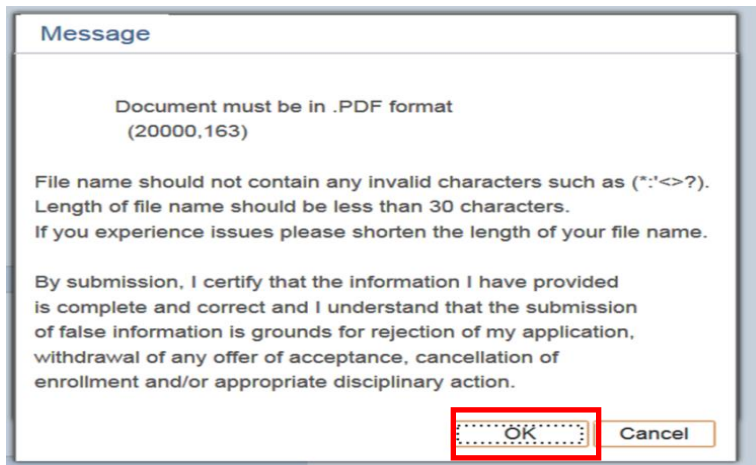 Message
Document must be in .PDF format
(20000,163)
File name should not contain any invalid characters such as (*:'<>?).
Length of file name should be less than 30 characters.
If you experience issues please shorten the length of your file name.
By submission, I certify that the information I have provided
is complete and correct and I understand that the submission
of false information is grounds for rejection of my application,
withdrawal of any offer of acceptance, cancellation of
enrollment and/or appropriate disciplinary action.
OK Cancel